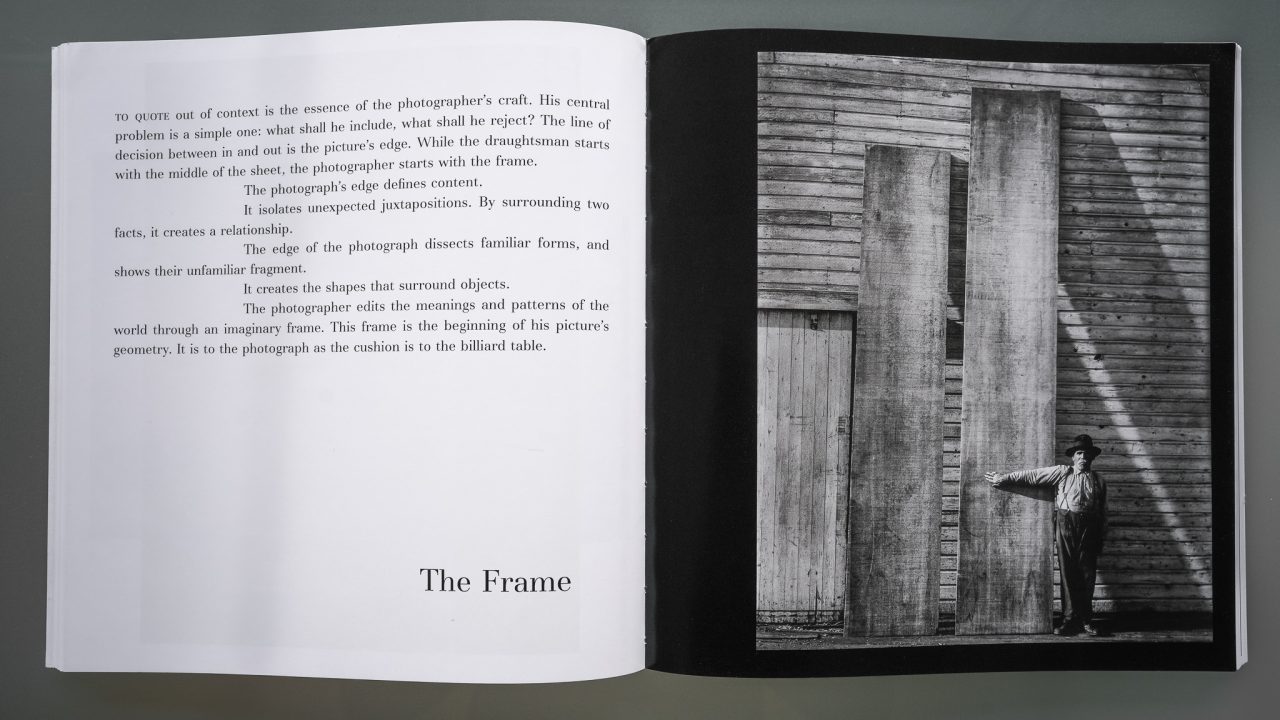 TO QUOTE out of context is the essence of the photographer's craft. His central
problem is a simple one: what shall he include, what shall he reject? The line of
decision between in and out is the picture's edge. While the draughtsman starts
with the middle of the sheet, the photographer starts with the frame.
The photograph's edge defines content.
It isolates unexpected juxtapositions. By surrounding two
facts, it creates a relationship.
The edge of the photograph dissects familiar forms, and
shows their unfamiliar fragment.
It creates the shapes that surround objects.
The photographer edits the meanings and patterns of the
world through an imaginary frame. This frame is the beginning of his picture's
geometry. It is to the photograph as the cushion is to the billiard table.
The Frame